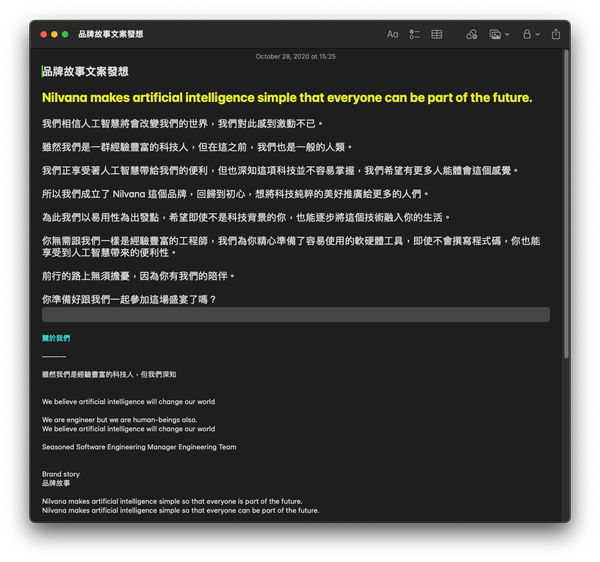 品牌故事文案發想
Aa
October 28, 2020 at 15:25
品牌故事文案發想
Nilvana makes artificial intelligence simple that everyone can be part of the future.
我們相信人工智慧將會改變我們的世界，我們對此感到激動不已。
雖然我們是一群經驗豐富的科技人，但在這之前，我們也是一般的人類。
我們正享受著人工智慧帶給我們的便利，但也深知這項科技並不容易掌握，我們希望有更多人能體會這個感覺。
所以我們成立了 Nilvana 這個品牌，回歸到初心，想將科技純粹的美好推廣給更多的人們。
為此我們以易用性為出發點，希望即使不是科技背景的你，也能逐步將這個技術融入你的生活。
你無需跟我們一樣是經驗豐富的工程師，我們為你精心準備了容易使用的軟硬體工具，即使不會撰寫程式碼，你也能
享受到人工智慧帶來的便利性。
前行的路上無須擔憂，因為你有我們的陪伴。
你準備好跟我們一起參加這場盛宴了嗎？
關於我們
———
雖然我們是經驗豐富的科技人，但我們深知
We believe artificial intelligence will change our world
We are engineer but we are human-beings also.
We believe artificial intelligence will change our world
Seasoned Software Engineering Manager Engineering Team
Brand story
品牌故事
Nilvana makes artificial intelligence simple so that everyone is part of the future.
Nilvana makes artificial intelligence simple so that everyone can be part of the future.